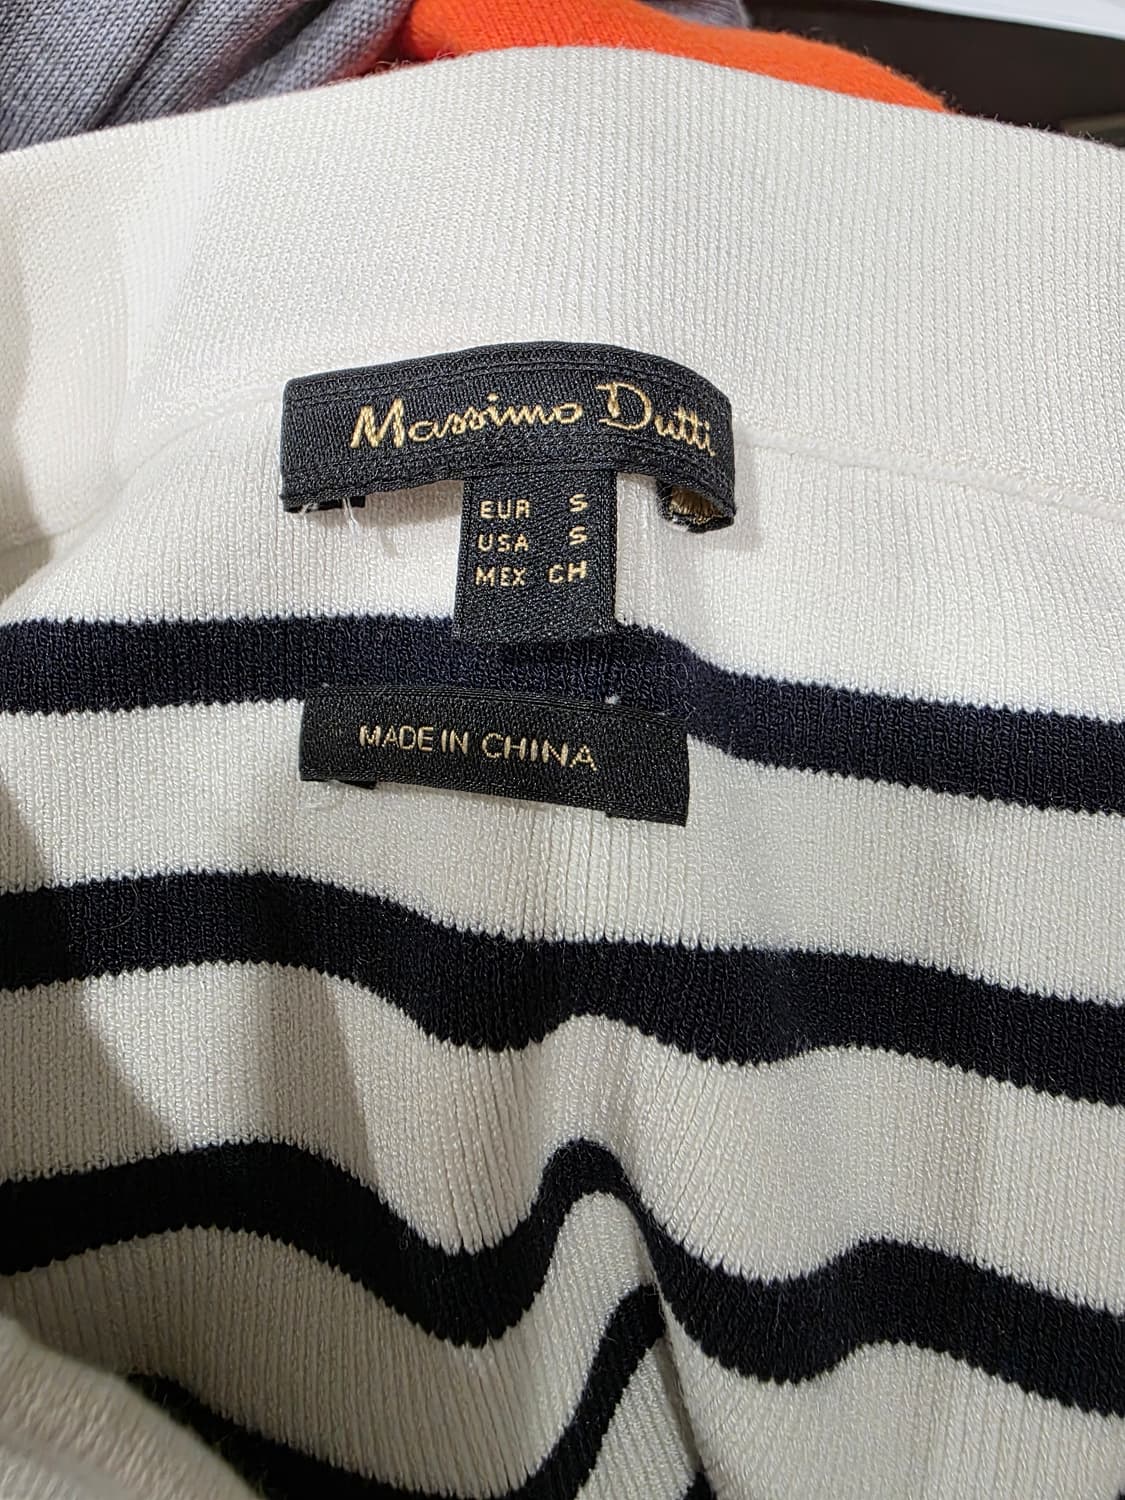 Massimo Dutti
EUR S
USA S
MEX CH
MADE IN CHINA